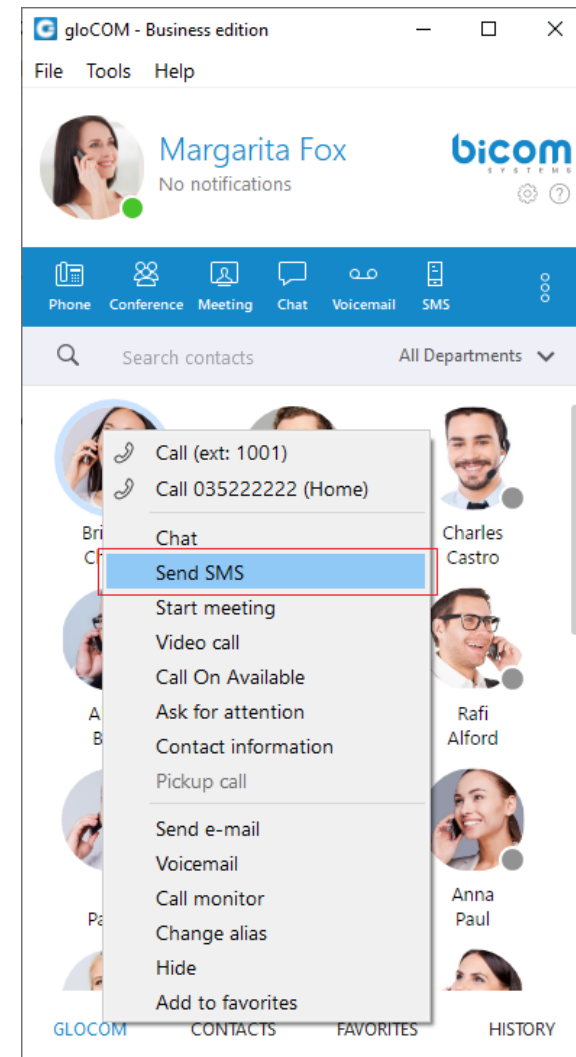 gloCOM - Business edition
File Tools Help
Margarita Fox
No notifications
bicom
SYSTEMS
Phone Conference Meeting Chat Voicemail SMS
Search contacts All Departments
Call (ext: 1001)
Call 035222222 (Home)
Chat
Send SMS
Start meeting
Video call
Call On Available
Ask for attention
Contact information
Pickup call
Send e-mail
Voicemail
Call monitor
Change alias
Hide
Add to favorites
Charles
Castro
Rafi
Alford
Anna
Paul
GLOCOM CONTACTS FAVORITES HISTORY